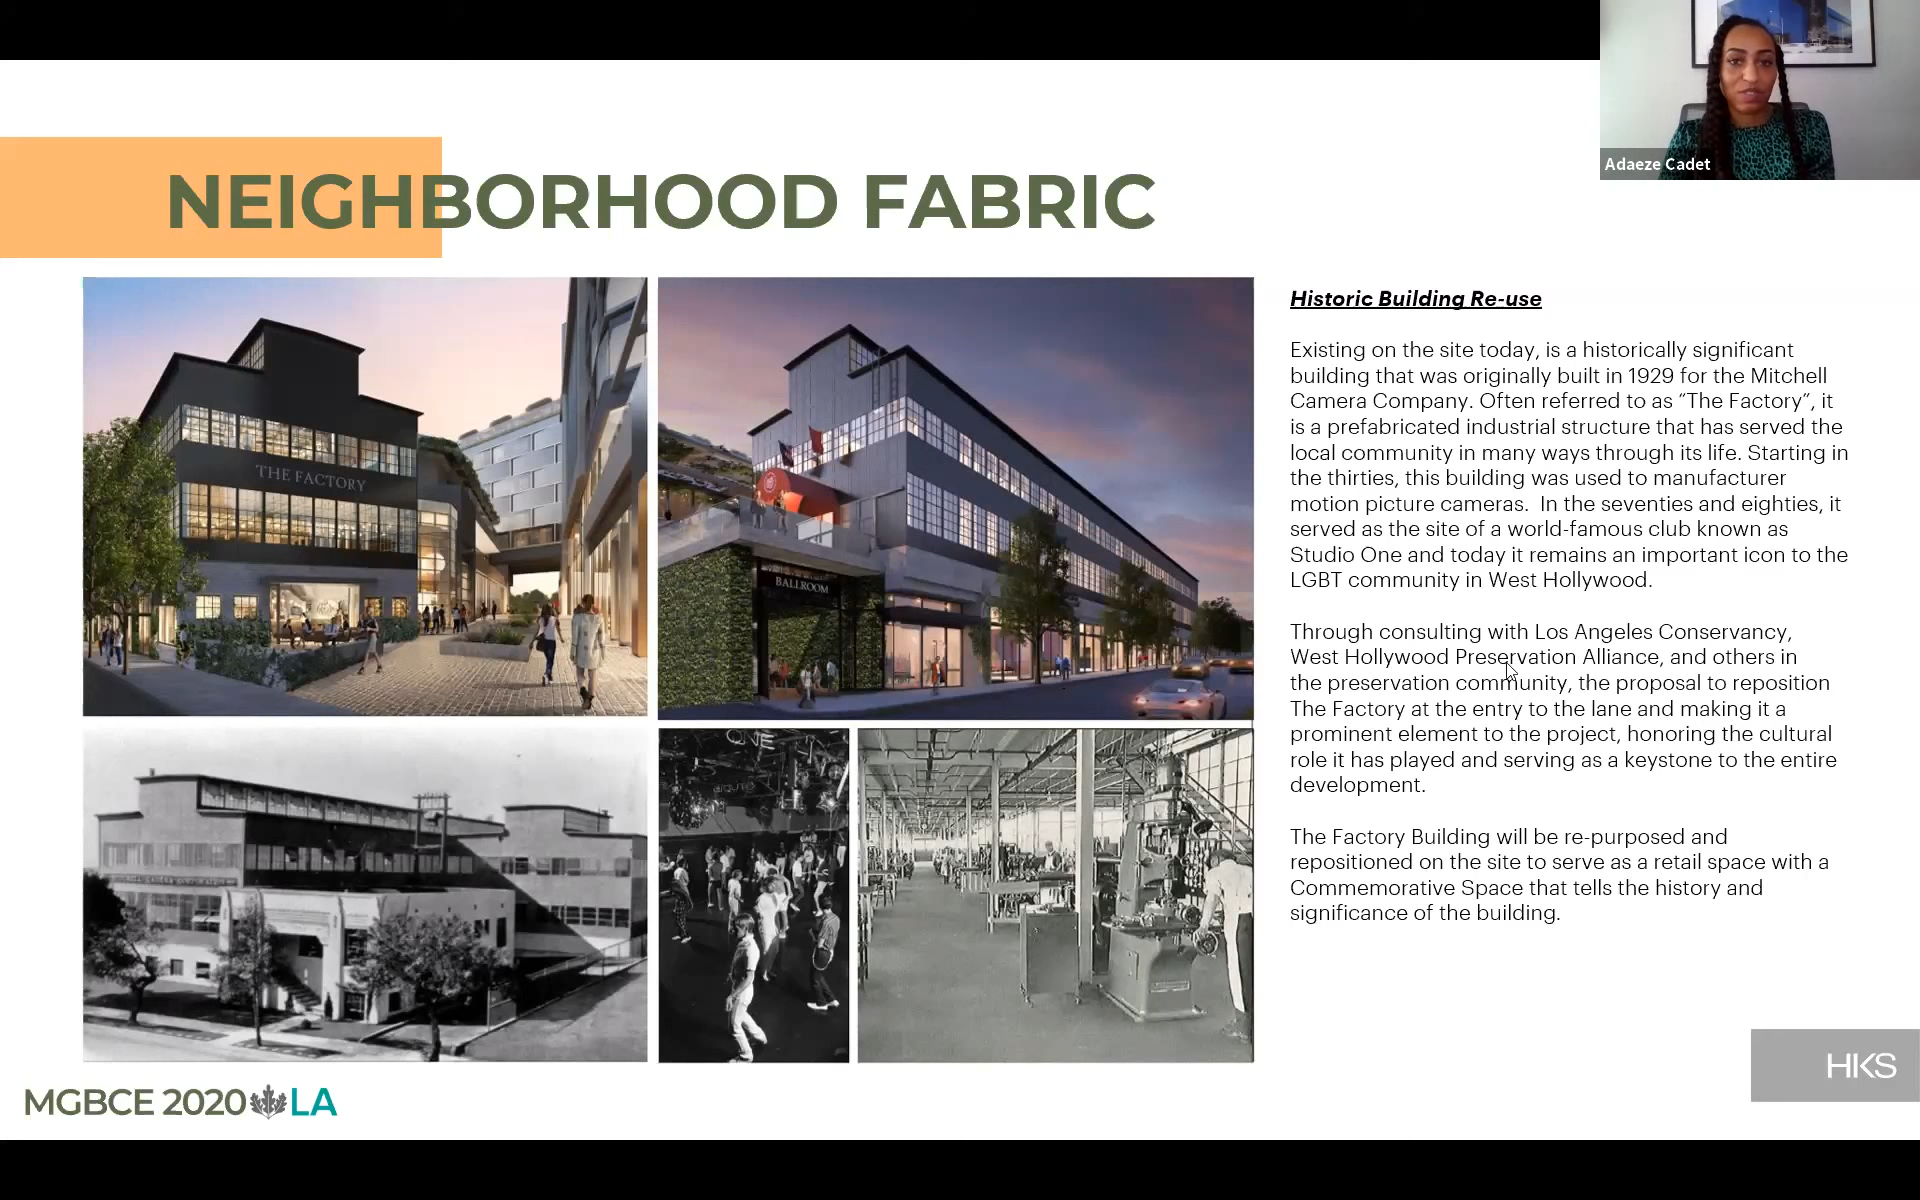 Adaeze Cadet
NEIGHBORHOOD FABRIC
THE FACTORY
BALLROOM
ONE
Historic Building Re-use
Existing on the site today, is a historically significant
building that was originally built in 1929 for the Mitchell
Camera Company. Often referred to as “The Factory”, it
is a prefabricated industrial structure that has served the
local community in many ways through its life. Starting in
the thirties, this building was used to manufacturer
motion picture cameras.  In the seventies and eighties, it
served as the site of a world-famous club known as
Studio One and today it remains an important icon to the
LGBT community in West Hollywood.
Through consulting with Los Angeles Conservancy,
West Hollywood Preservation Alliance, and others in
the preservation community, the proposal to reposition
The Factory at the entry to the lane and making it a
prominent element to the project, honoring the cultural
role it has played and serving as a keystone to the entire
development.
The Factory Building will be re-purposed and
repositioned on the site to serve as a retail space with a
Commemorative Space that tells the history and
significance of the building.
HKS
MGBCE 2020 LA